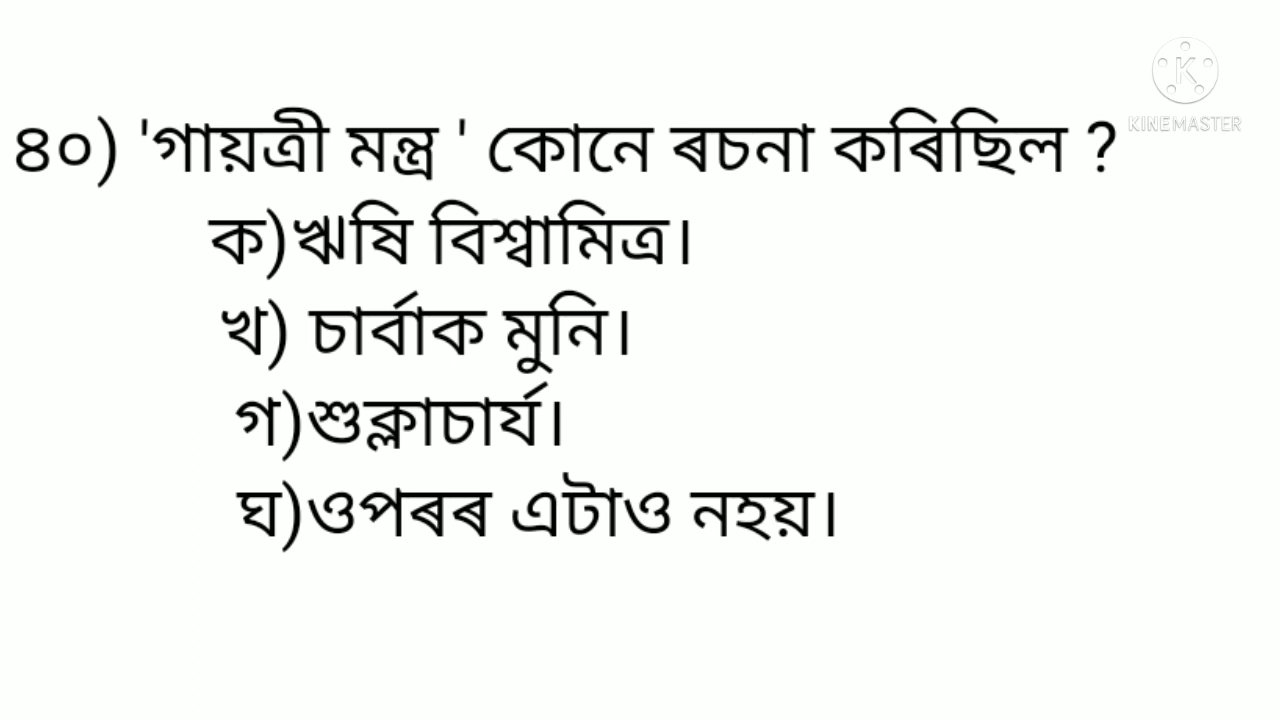 ৪০) 'গায়ত্ৰী মন্ত্ৰ ' কোনে ৰচনা কৰিছিল ?
ক)ঋষি বিশ্বামিত্ৰ।
খ) চাৰ্বাক মুনি।
গ)শুক্লাচাৰ্য।
ঘ)ওপৰৰ এটাও নহয়।
KINEMASTER